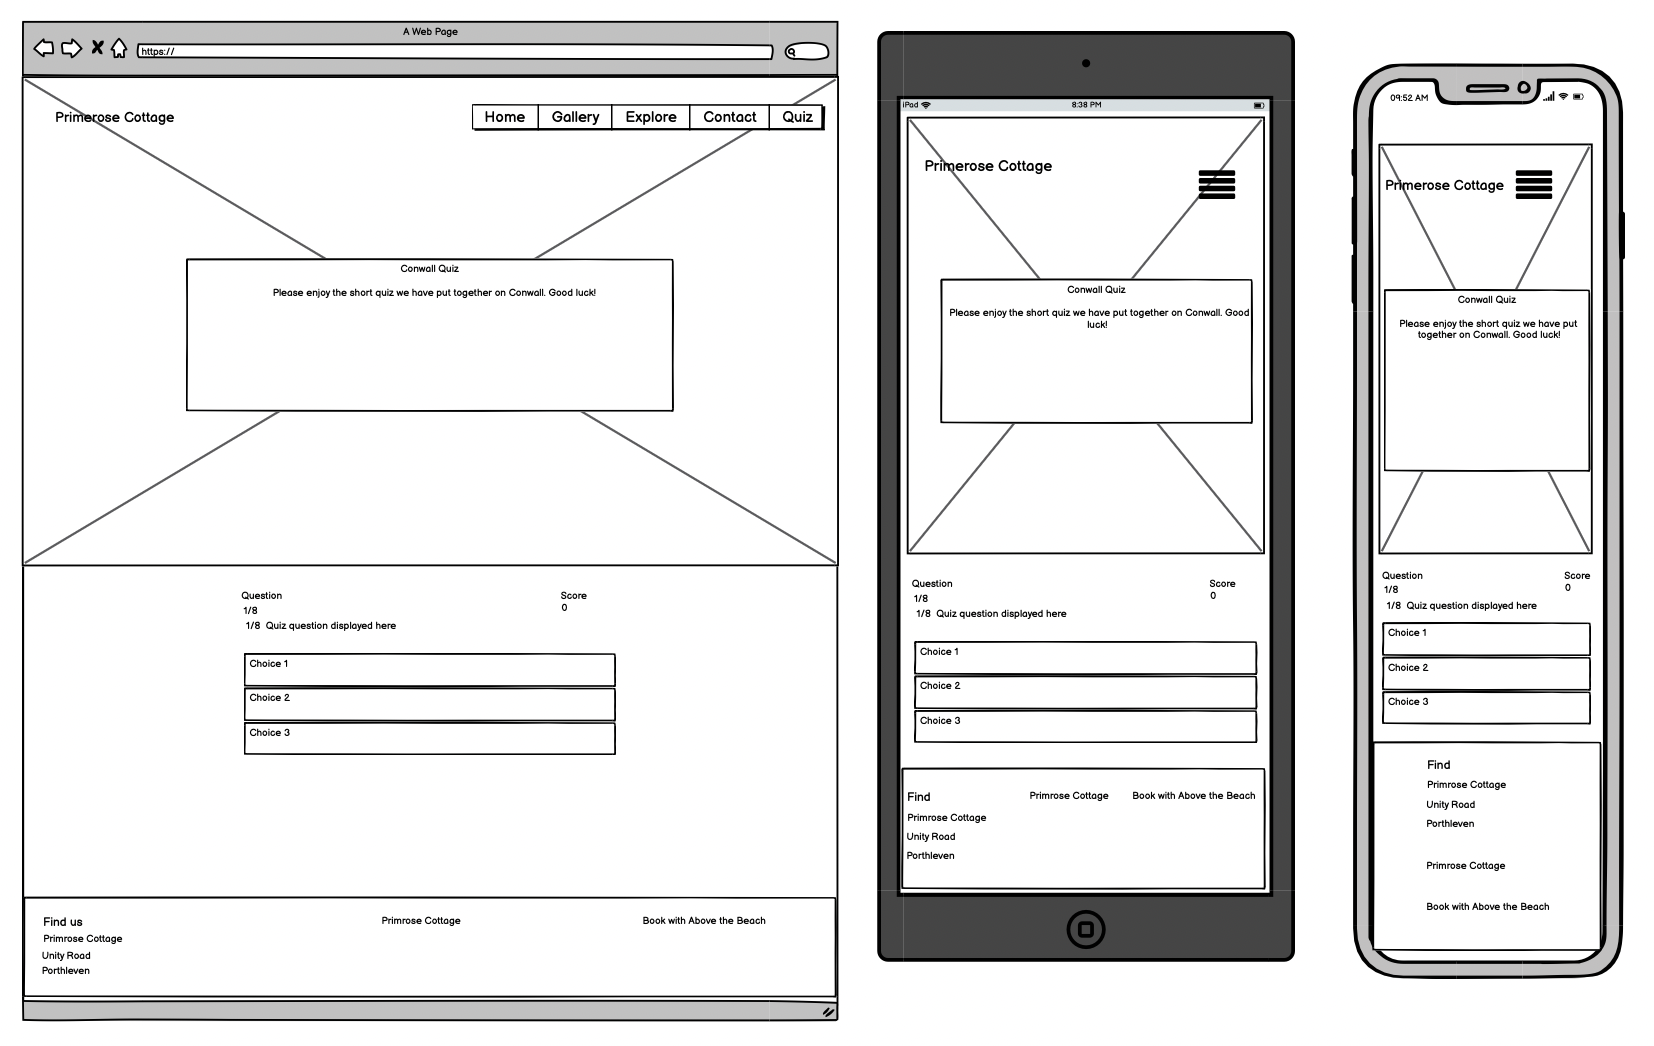 A Web Page
https://
Primerose Cottage
Home Gallery Explore Contact Quiz
Conwall Quiz
Please enjoy the short quiz we have put together on Conwall. Good luck!
Question Score
1/8 0
1/8 Quiz question displayed here
Choice 1
Choice 2
Choice 3
Find us Primrose Cottage Book with Above the Beach
Primrose Cottage
Unity Road
Porthleven
iPad 8:38 PM
Primerose Cottage
Conwall Quiz
Please enjoy the short quiz we have put together on Conwall. Good
luck!
Question Score
1/8 0
1/8 Quiz question displayed here
Choice 1
Choice 2
Choice 3
Find Primrose Cottage Book with Above the Beach
Primrose Cottage
Unity Road
Porthleven
09:52 AM
Primerose Cottage
Conwall Quiz
Please enjoy the short quiz we have put
together on Conwall. Good luck!
Question Score
1/8 0
1/8 Quiz question displayed here
Choice 1
Choice 2
Choice 3
Find
Primrose Cottage
Unity Road
Porthleven
Primrose Cottage
Book with Above the Beach